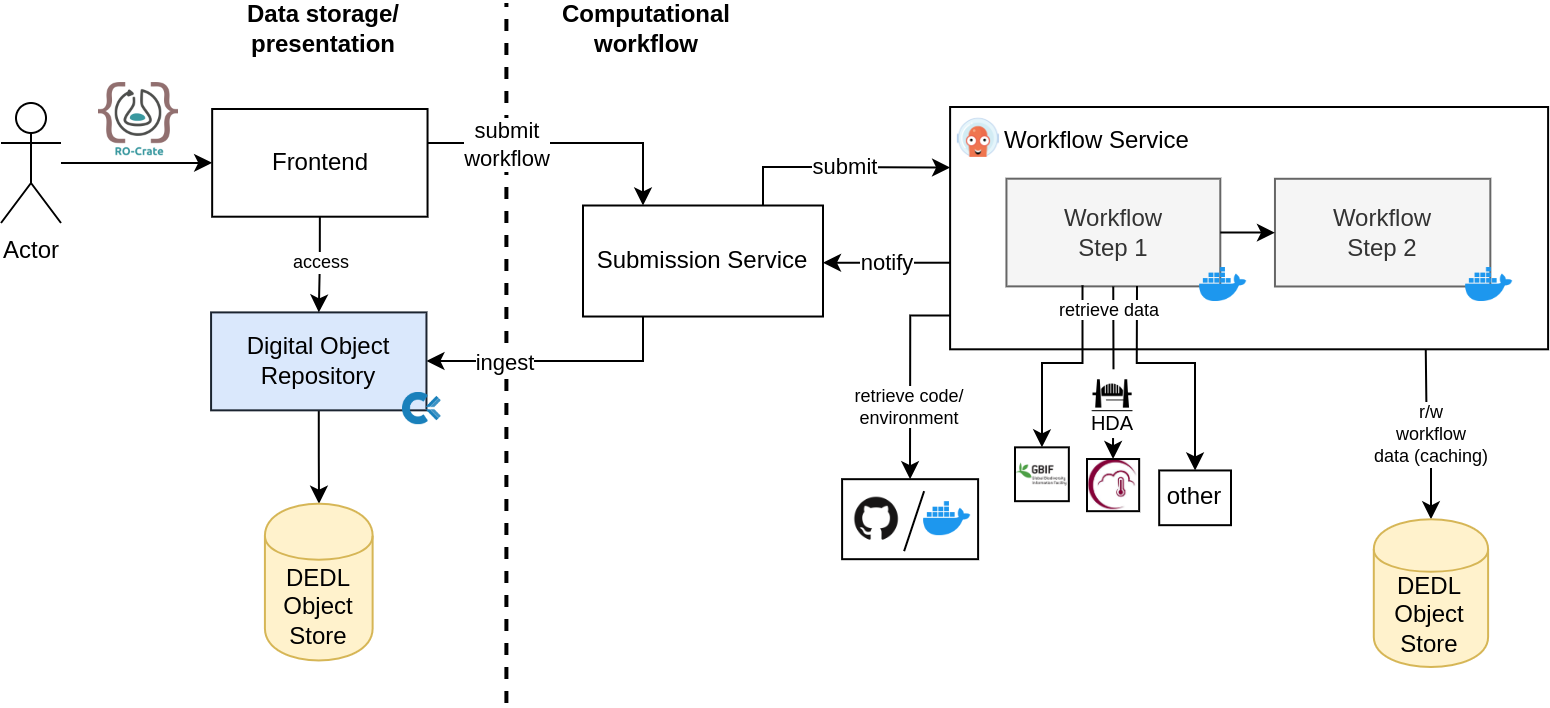 Data storage/
presentation
Computational
workflow
RO-Crate
Actor
Frontend
submit
workflow
access
Digital Object
Repository
DEDL
Object
Store
Submission Service
submit
notify
ingest
Workflow Service
Workflow
Step 1
Workflow
Step 2
retrieve data
retrieve code/
environment
HDA
GBIF
other
r/w
workflow
data (caching)
DEDL
Object
Store